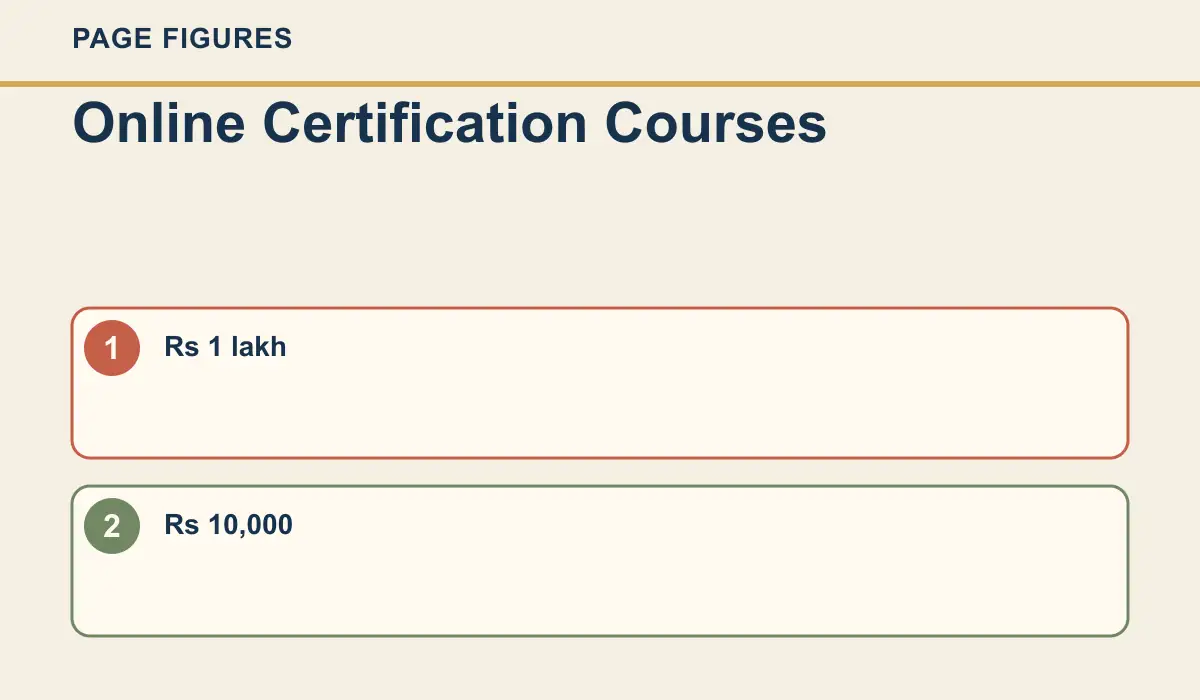 PAGE FIGURES
Online Certification Courses
1
Rs 1 lakh
2
Rs 10,000